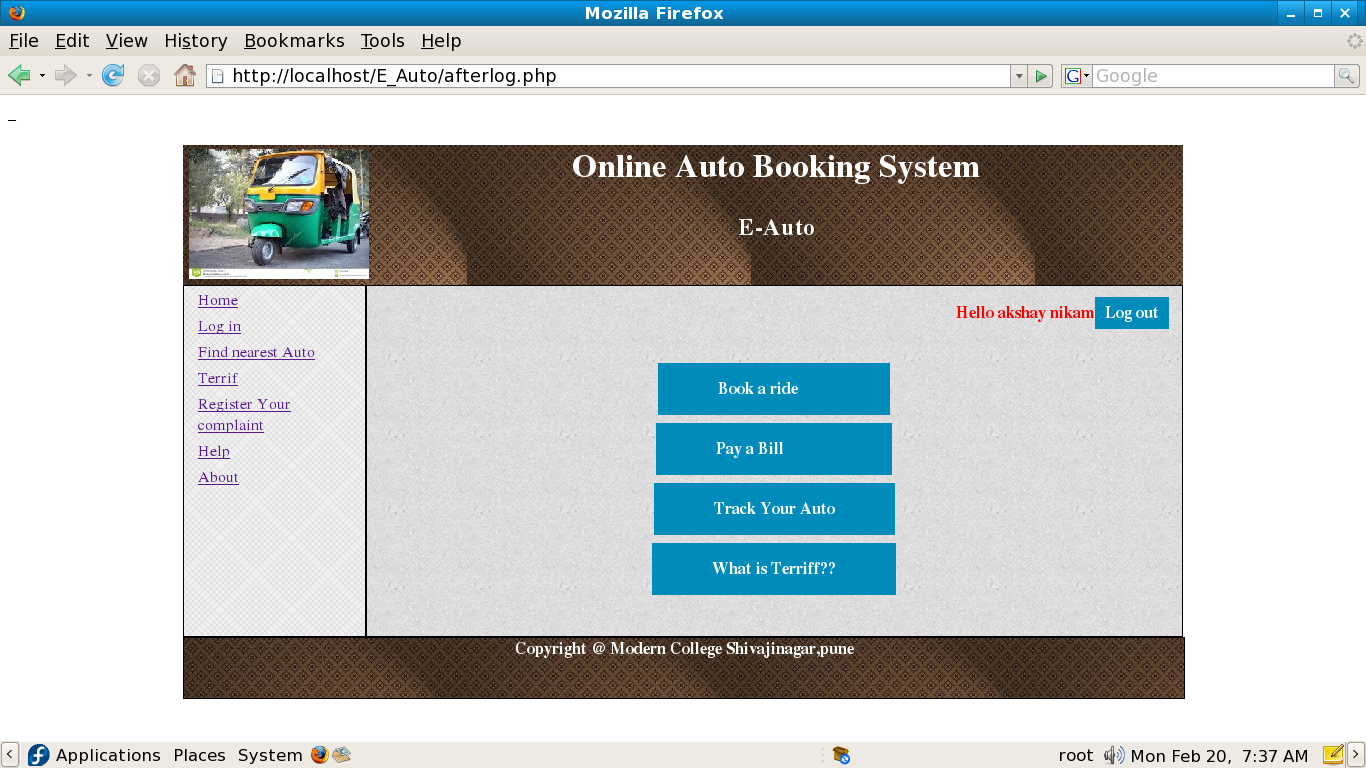 Mozilla Firefox
File Edit View History Bookmarks Tools Help
http://localhost/E_Auto/afterlog.php
G
Google
Online Auto Booking System
E-Auto
Home
Log in
Find nearest Auto
Terrif
Register Your
complaint
Help
About
Hello akshay nikam Log out
Book a ride
Pay a Bill
Track Your Auto
What is Terriff??
Copyright @ Modern College Shivajinagar,pune
Applications Places System
root Mon Feb 20, 7:37 AM